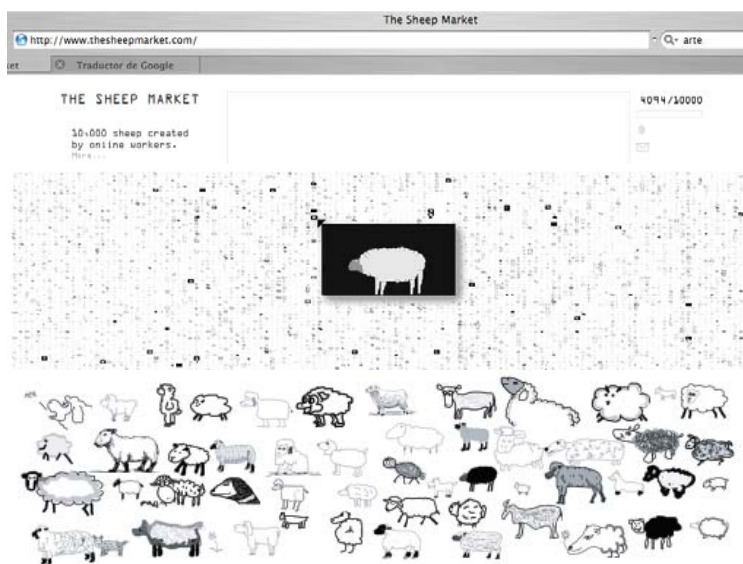 The Sheep Market
http://www.thesheepmarket.com/
arte
ket
Traductor de Google
THE SHEEP MARKET
4094/10000
10,000 sheep created
by online workers.
More...